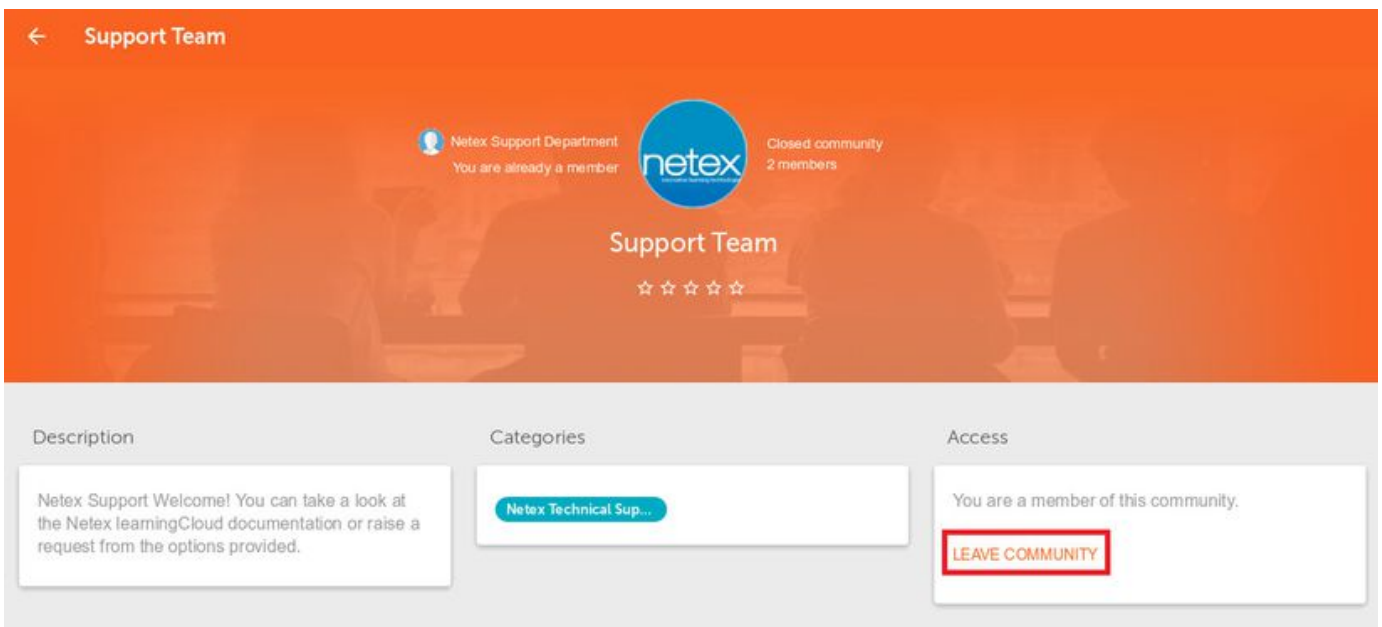 Support Team
Netex Support Department
You are already a member
netex
Closed community
2 members
Support Team
Description
Netex Support Welcome! You can take a look at
the Netex learningCloud documentation or raise a
request from the options provided.
Categories
Netex Technical Sup...
Access
You are a member of this community.
LEAVE COMMUNITY